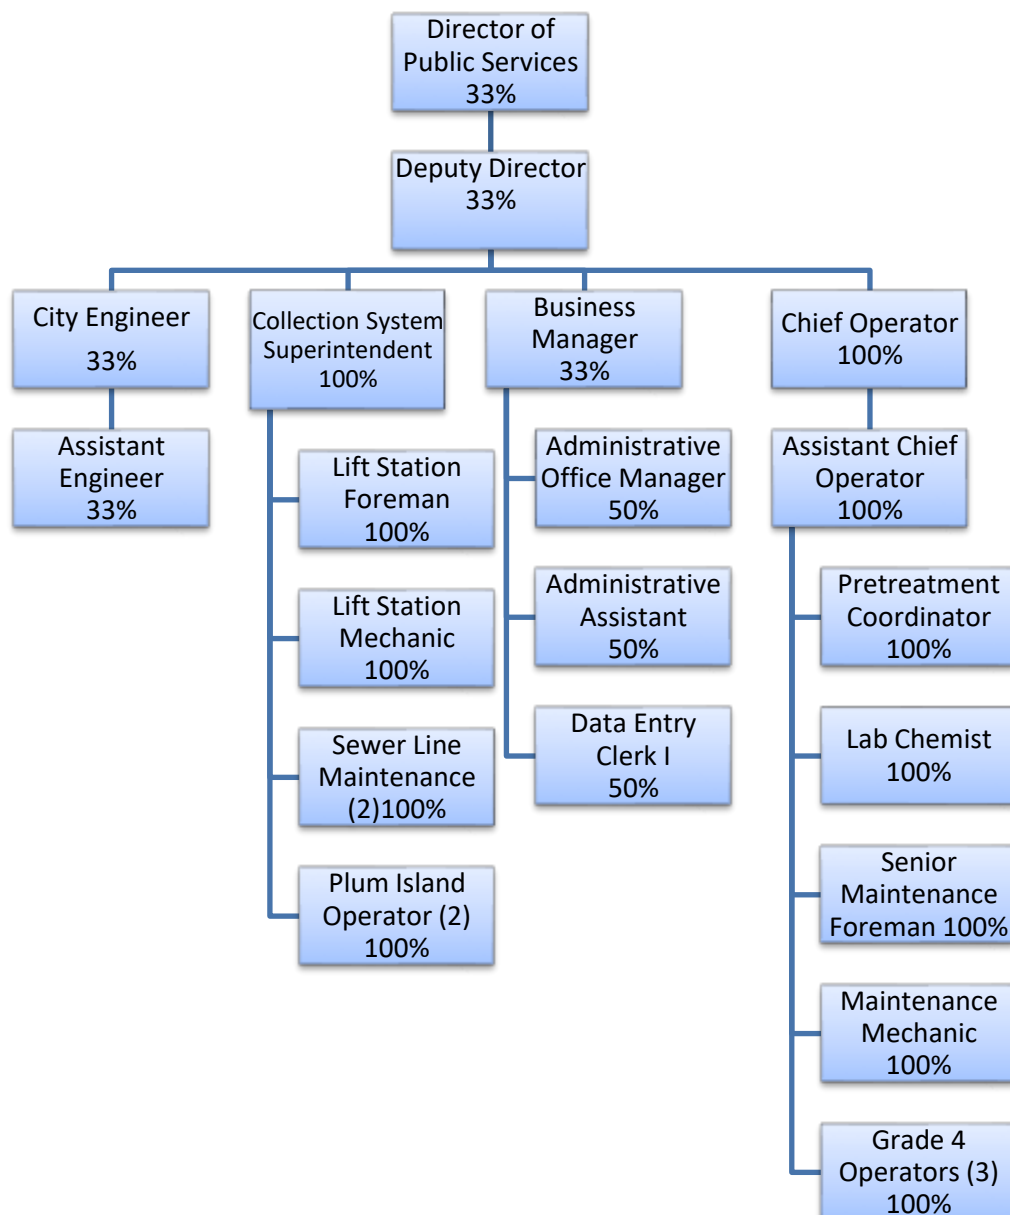 Director of
Public Services
33%
Deputy Director
33%
City Engineer
33%
Collection System
Superintendent
100%
Business
Manager
33%
Chief Operator
100%
Assistant
Engineer
33%
Lift Station
Foreman
100%
Lift Station
Mechanic
100%
Sewer Line
Maintenance
(2)100%
Plum Island
Operator (2)
100%
Administrative
Office Manager
50%
Administrative
Assistant
50%
Data Entry
Clerk I
50%
Assistant Chief
Operator
100%
Pretreatment
Coordinator
100%
Lab Chemist
100%
Senior
Maintenance
Foreman 100%
Maintenance
Mechanic
100%
Grade 4
Operators (3)
100%